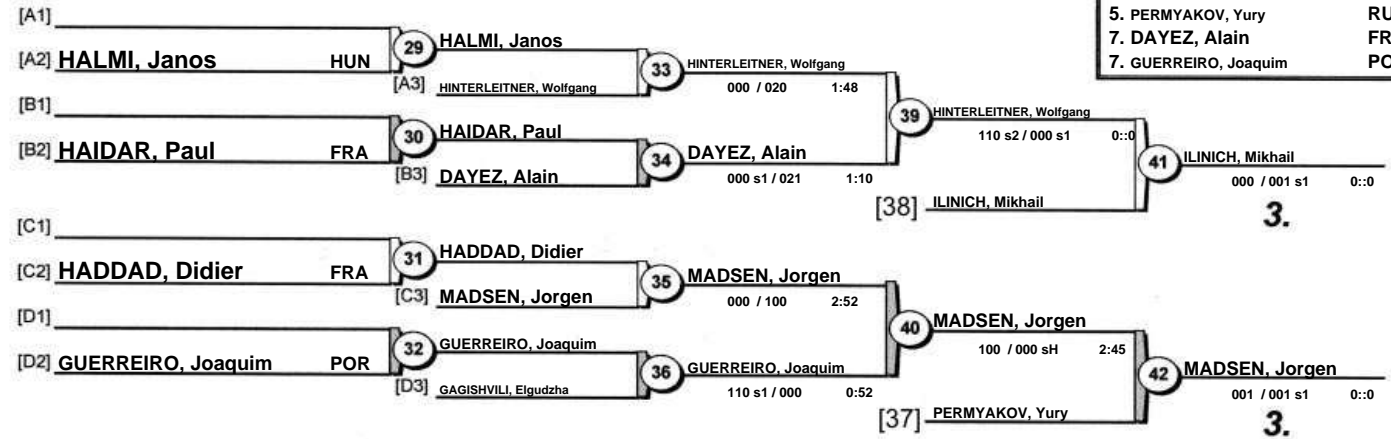 [A1]
[A2] HALMI, Janos HUN
29
HALMI, Janos
[A3] HINTERLEITNER, Wolfgang
33
HINTERLEITNER, Wolfgang
000 / 020 1:48
[B1]
[B2] HAIDAR, Paul FRA
30
HAIDAR, Paul
[B3] DAYEZ, Alain
34
DAYEZ, Alain
000 s1 / 021 1:10
39
HINTERLEITNER, Wolfgang
110 s2 / 000 s1 0::0
[38] ILINICH, Mikhail
41
ILINICH, Mikhail
000 / 001 s1 0::0
3.
[C1]
[C2] HADDAD, Didier FRA
31
HADDAD, Didier
[C3] MADSEN, Jorgen
35
MADSEN, Jorgen
000 / 100 2:52
[D1]
[D2] GUERREIRO, Joaquim POR
32
GUERREIRO, Joaquim
[D3] GAGISHVILI, Elgudzha
36
GUERREIRO, Joaquim
110 s1 / 000 0:52
40
MADSEN, Jorgen
100 / 000 sH 2:45
[37] PERMYAKOV, Yury
42
MADSEN, Jorgen
001 / 001 s1 0::0
3.
5. PERMYAKOV, Yury RU
7. DAYEZ, Alain FR
7. GUERREIRO, Joaquim PO